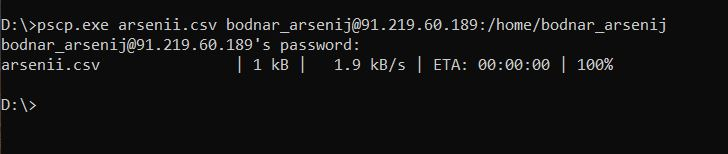 D:\>pscp.exe arsenii.csv bodnar_arsenij@91.219.60.189:/home/bodnar_arsenij
bodnar_arsenij@91.219.60.189's password:
arsenii.csv               | 1 kB |   1.9 kB/s | ETA: 00:00:00 | 100%
D:\>